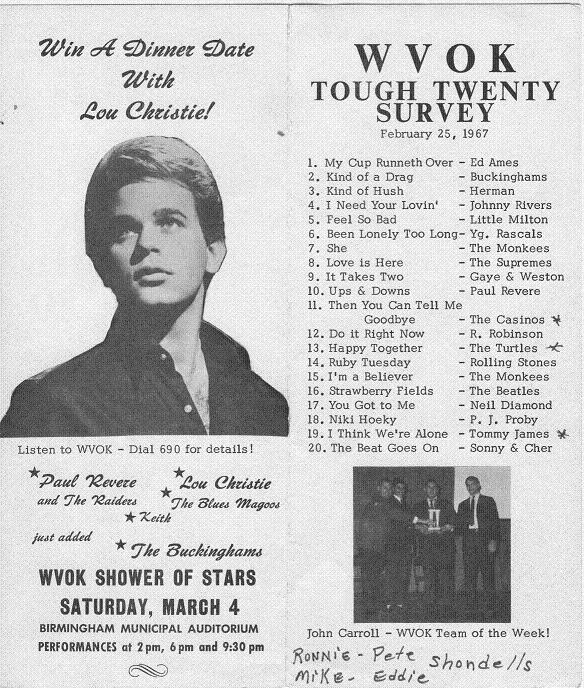 Win A Dinner Date
With
Lou Christie!
Listen to WVOK - Dial 690 for details!
Paul Revere
and The Raiders
Lou Christie
The Blues Magoos
Keith
just added
The Buckinghams
WVOK SHOWER OF STARS
SATURDAY, MARCH 4
BIRMINGHAM MUNICIPAL AUDITORIUM
PERFORMANCES at 2 pm, 6 pm and 9:30 pm
WVOK
TOUGH TWENTY
SURVEY
February 25, 1967
1. My Cup Runneth Over - Ed Ames
2. Kind of a Drag - Buckinghams
3. Kind of Hush - Herman
4. I Need Your Lovin' - Johnny Rivers
5. Feel So Bad - Little Milton
6. Been Lonely Too Long - Yg. Rascals
7. She - The Monkees
8. Love is Here - The Supremes
9. It Takes Two - Gaye & Weston
10. Ups & Downs - Paul Revere
11. Then You Can Tell Me
Goodbye - The Casinos
12. Do it Right Now - R. Robinson
13. Happy Together - The Turtles
14. Ruby Tuesday - Rolling Stones
15. I'm a Believer - The Monkees
16. Strawberry Fields - The Beatles
17. You Got to Me - Neil Diamond
18. Niki Hoeky - P. J. Proby
19. I Think We're Alone - Tommy James
20. The Beat Goes On - Sonny & Cher
John Carroll - WVOK Team of the Week!
RONNIE - Pete Shondells
MIKE - Eddie